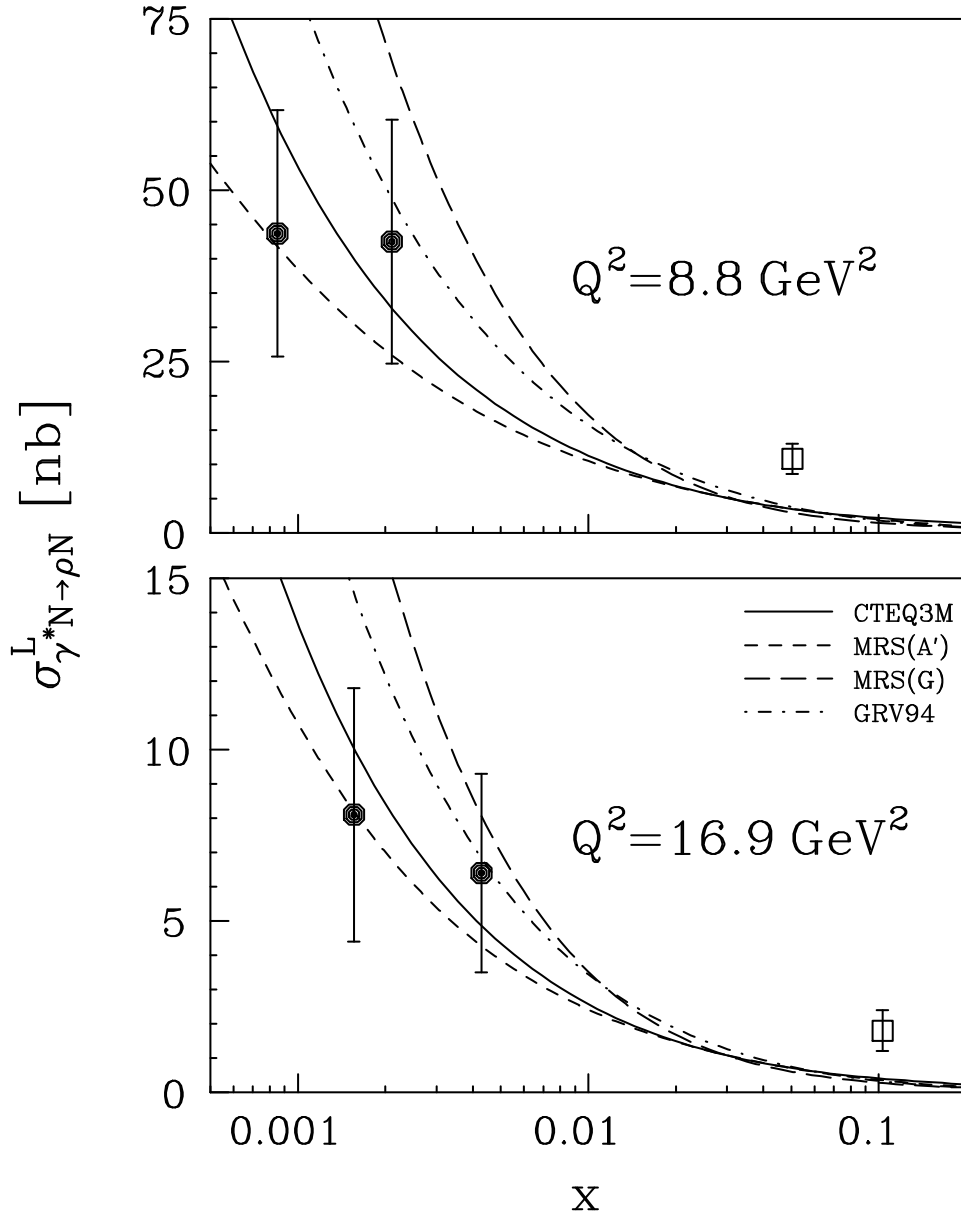 75
50
25
0
Q²=8.8 GeV²
σᴸγ*N→ρN [nb]
15
10
5
0
CTEQ3M
MRS(A')
MRS(G)
GRV94
Q²=16.9 GeV²
0.001 0.01 0.1
x